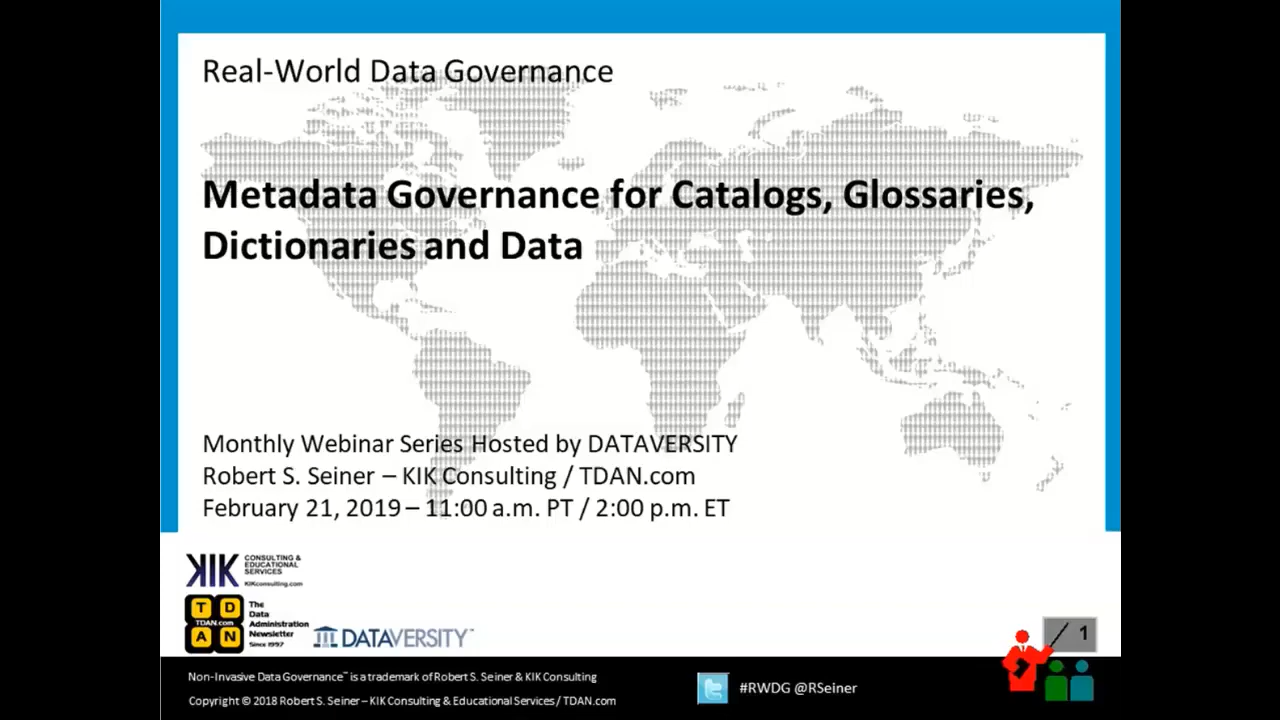 Real-World Data Governance
Metadata Governance for Catalogs, Glossaries,
Dictionaries and Data
Monthly Webinar Series Hosted by DATAVERSITY
Robert S. Seiner – KIK Consulting / TDAN.com
February 21, 2019 – 11:00 a.m. PT / 2:00 p.m. ET
KIK
CONSULTING &
EDUCATIONAL
SERVICES
KIKconsulting.com
T D
TDAN.com
A N
The
Data
Administration
Newsletter
Since 1997
DATAVERSITY™
1
Non-Invasive Data Governance™ is a trademark of Robert S. Seiner & KIK Consulting
Copyright © 2018 Robert S. Seiner – KIK Consulting & Educational Services / TDAN.com
#RWDG @RSeiner